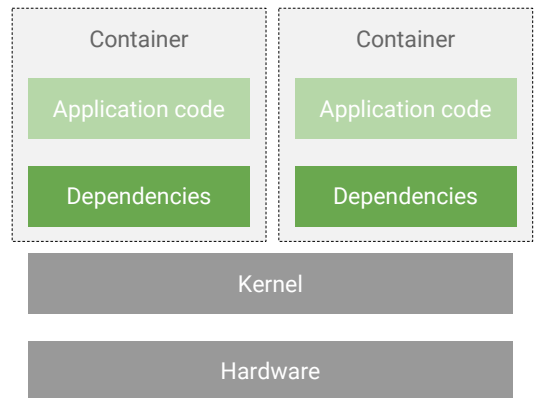 Container
Container
Application code
Application code
Dependencies
Dependencies
Kernel
Hardware